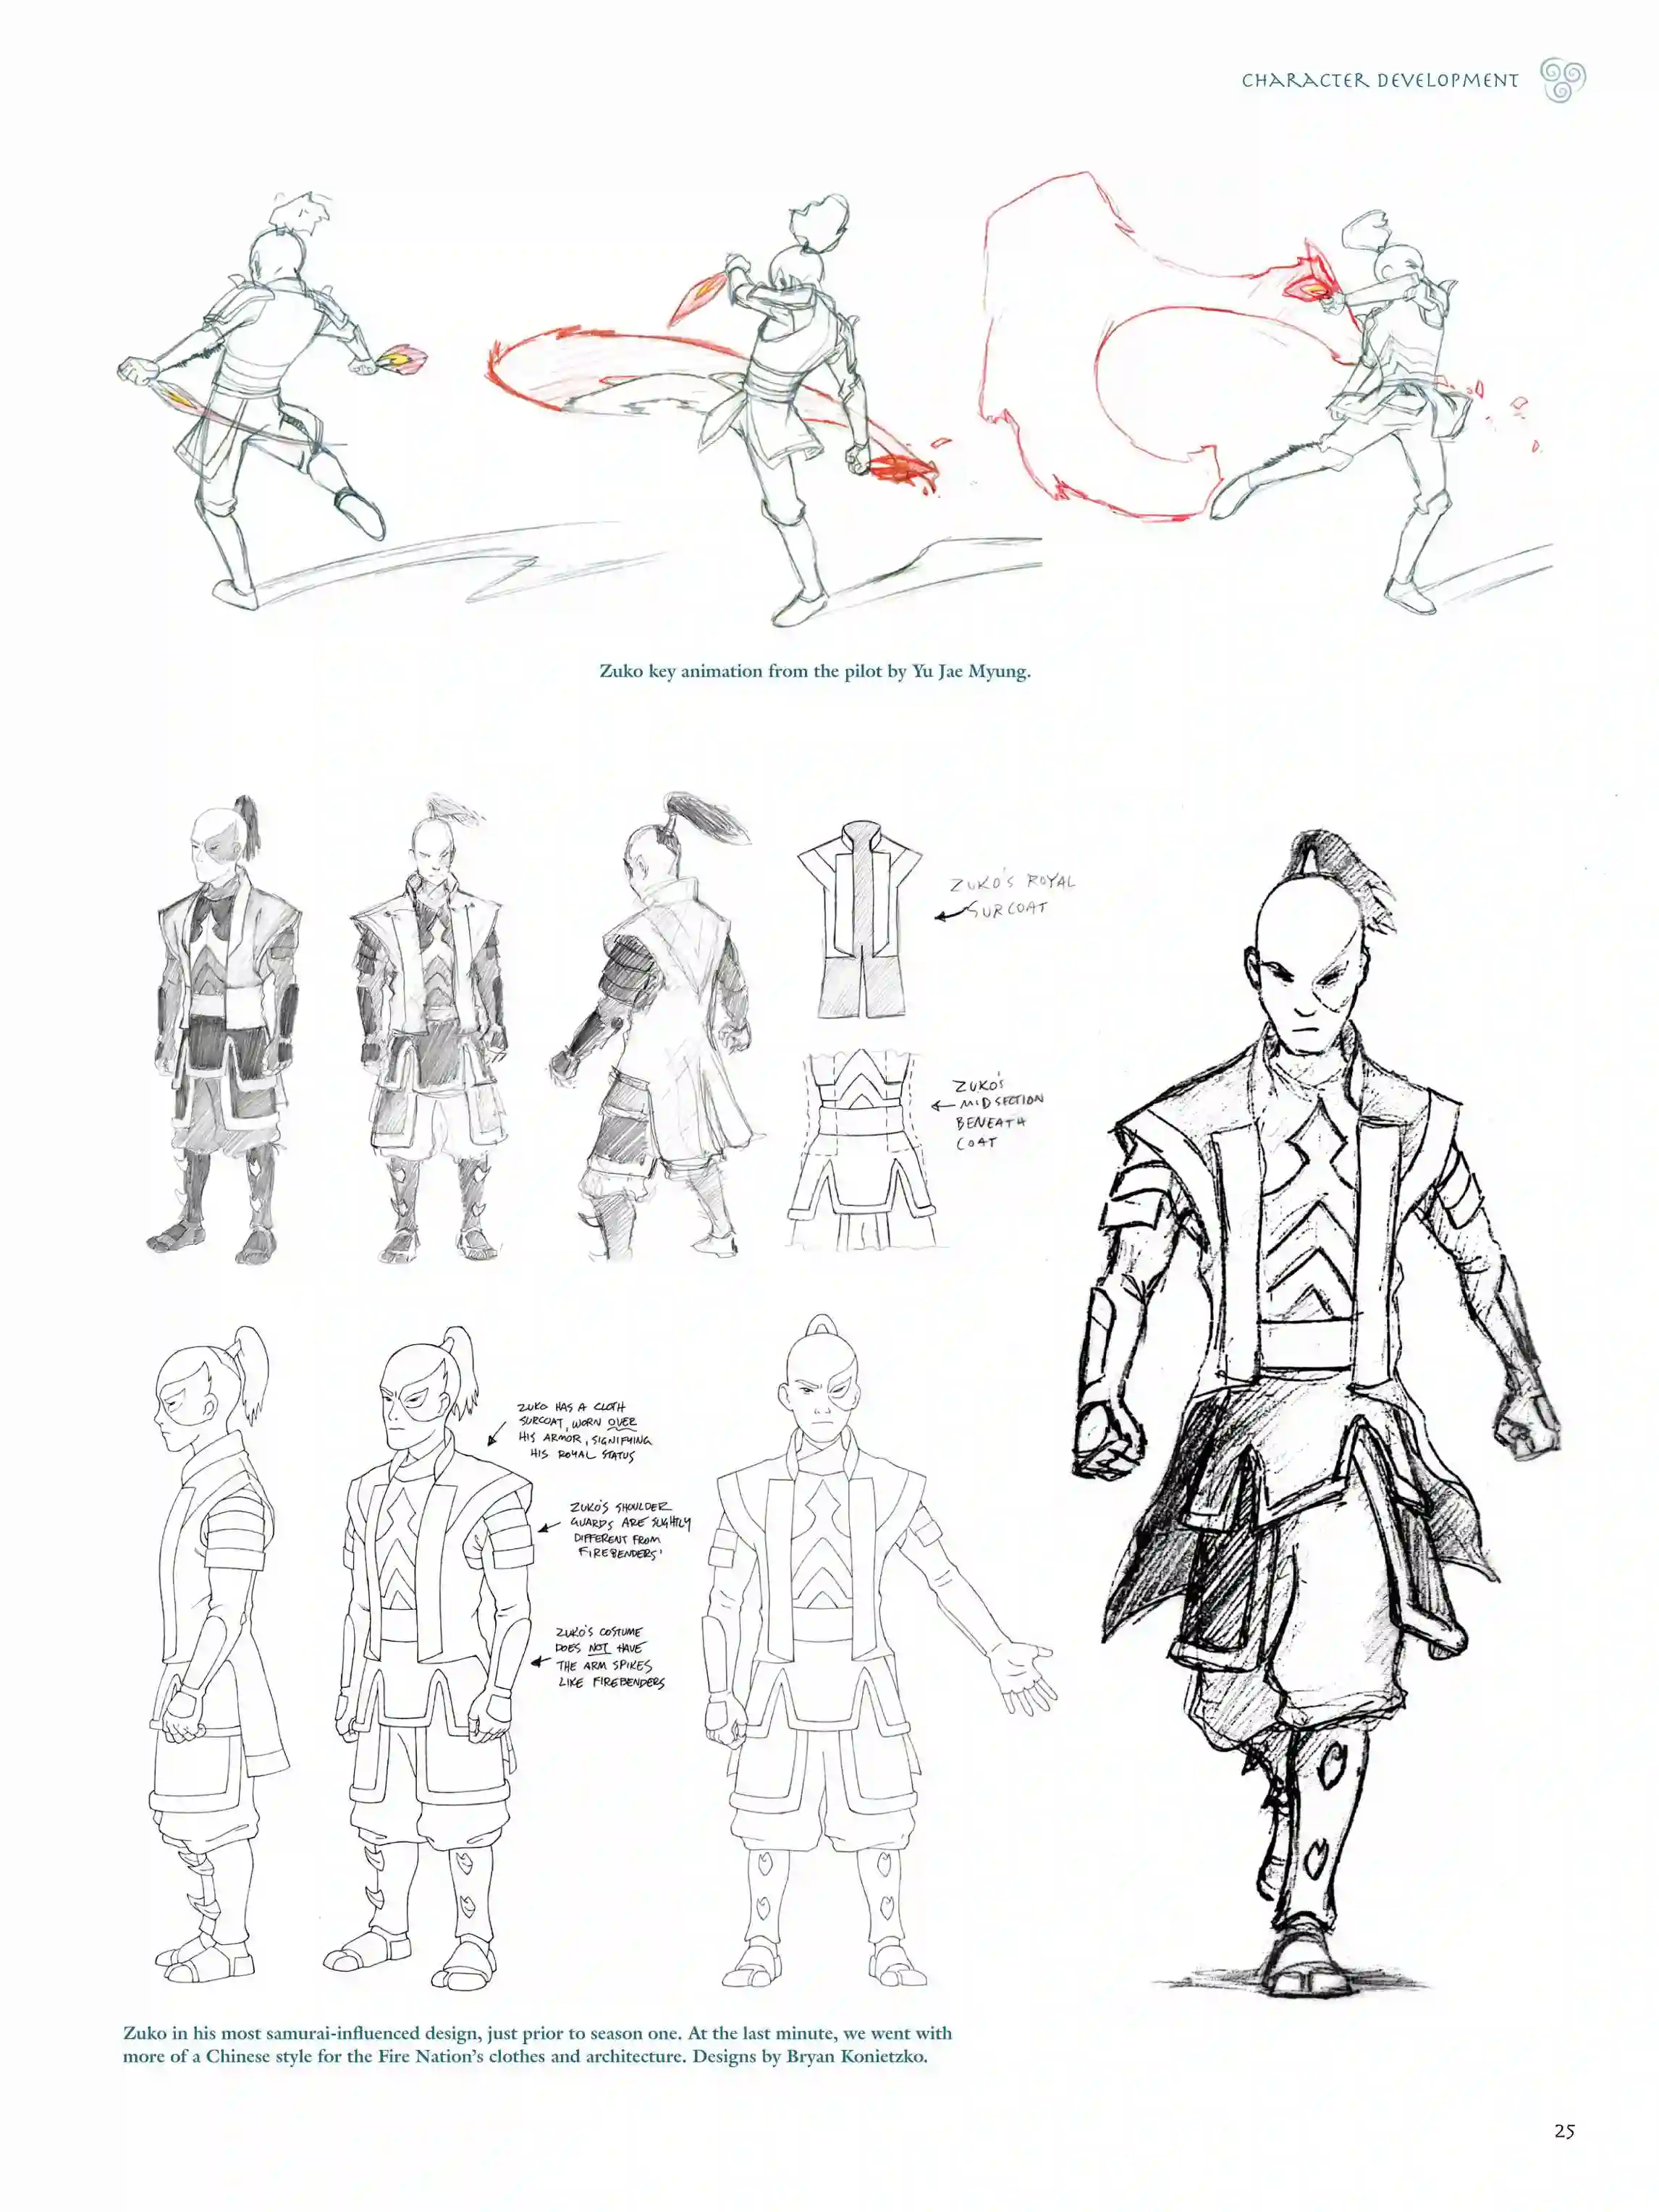 CHARACTER DEVELOPMENT
Zuko key animation from the pilot by Yu Jae Myung.
ZUKO'S ROYAL
SURCOAT
ZUKO'S
MIDSECTION
BENEATH
COAT
ZUKO HAS A CLOTH
SURCOAT, WORN OVER
HIS ARMOR, SIGNIFYING
HIS ROYAL STATUS
ZUKO'S SHOULDER
GUARDS ARE SLIGHTLY
DIFFERENT FROM
FIREBENDERS'
ZUKO'S COSTUME
DOES NOT HAVE
THE ARM SPIKES
LIKE FIREBENDERS
Zuko in his most samurai-influenced design, just prior to season one. At the last minute, we went with
more of a Chinese style for the Fire Nation's clothes and architecture. Designs by Bryan Konietzko.
25